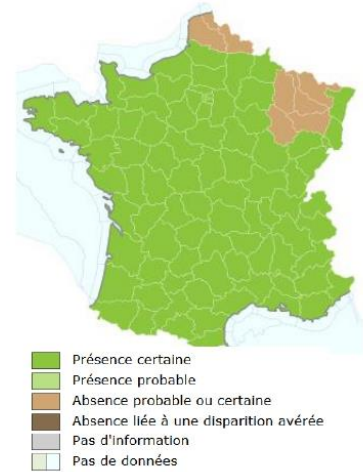 Présence certaine
Présence probable
Absence probable ou certaine
Absence liée à une disparition avérée
Pas d'information
Pas de données